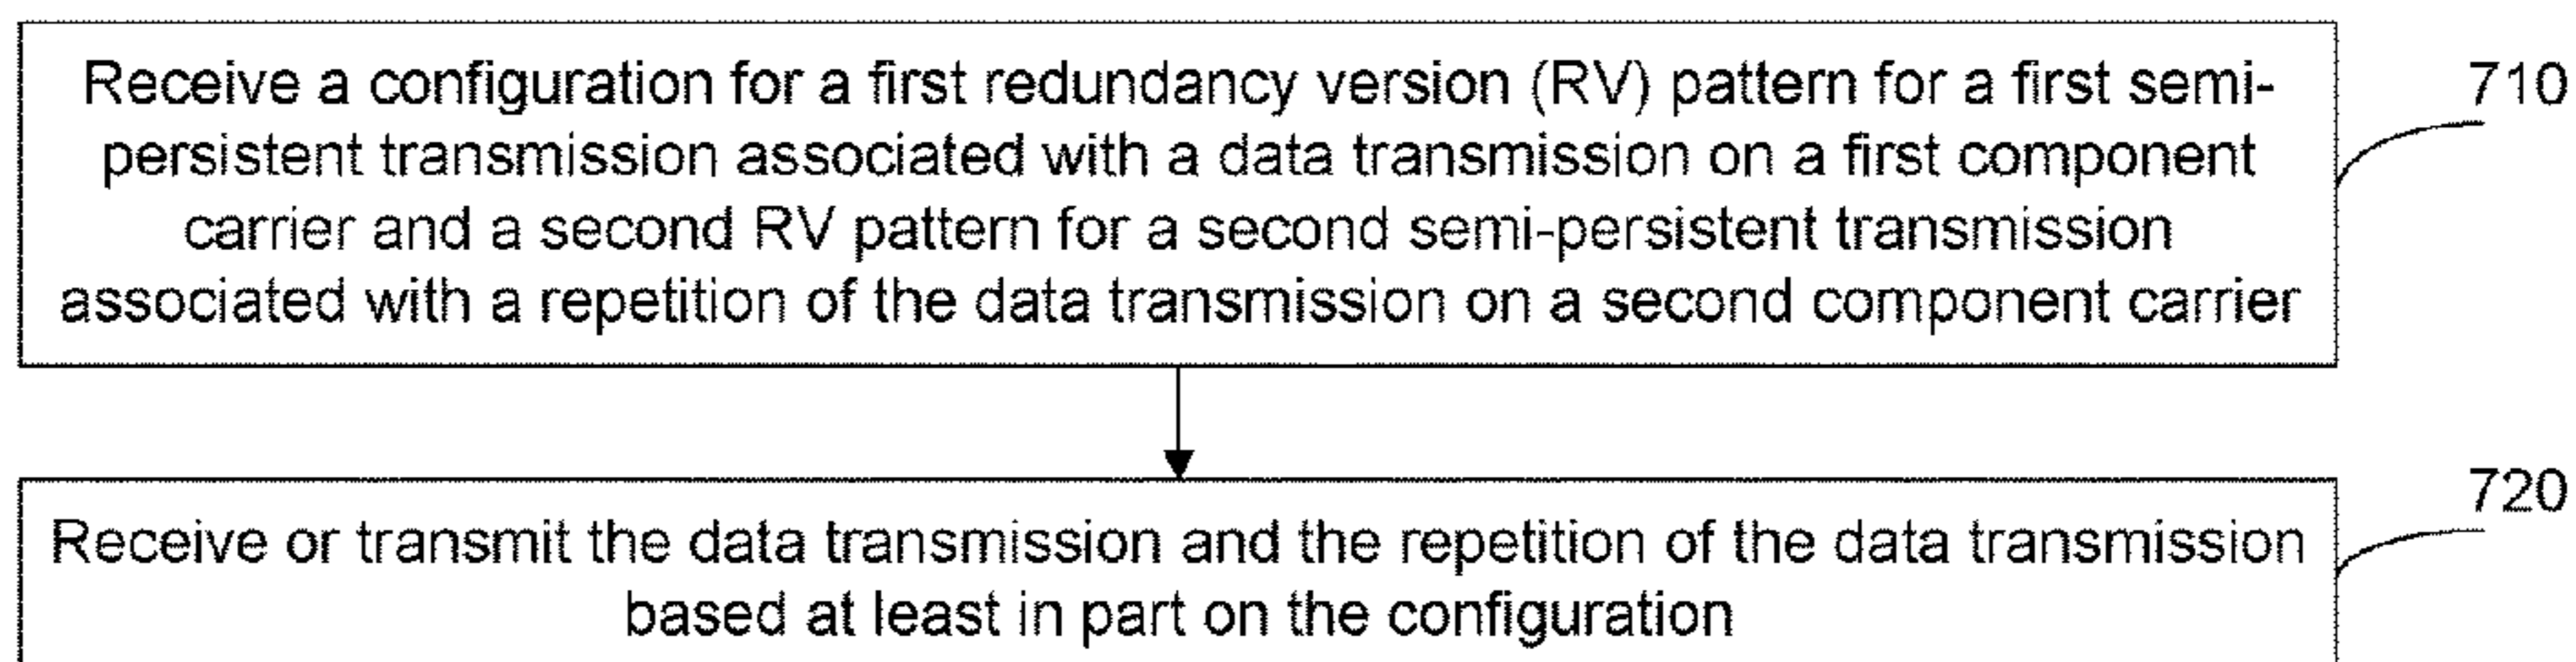 Receive a configuration for a first redundancy version (RV) pattern for a first semi-
persistent transmission associated with a data transmission on a first component
carrier and a second RV pattern for a second semi-persistent transmission
associated with a repetition of the data transmission on a second component carrier
710
Receive or transmit the data transmission and the repetition of the data transmission
based at least in part on the configuration
720